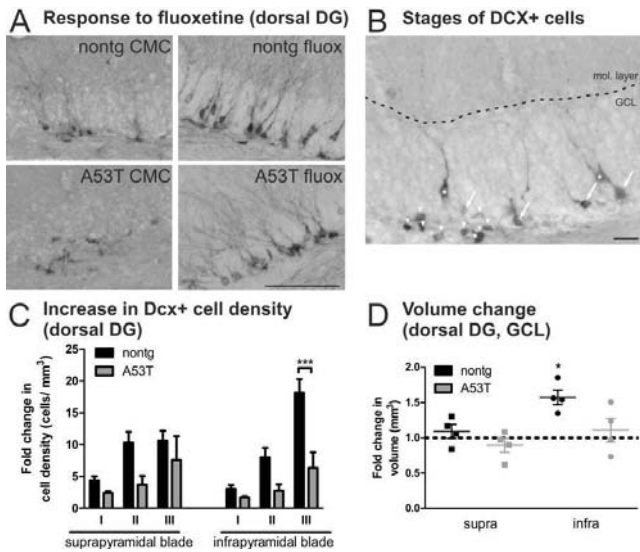 A Response to fluoxetine (dorsal DG)
nontg CMC
nontg fluox
A53T CMC
A53T fluox
B Stages of DCX+ cells
mol. layer
GCL
C Increase in Dcx+ cell density
(dorsal DG)
Fold change in
cell density (cells/ mm³)
25
20
15
10
5
0
nontg
A53T
***
I II III I II III
suprapyramidal blade infrapyramidal blade
D Volume change
(dorsal DG, GCL)
Fold change in
volume (mm³)
2.0
1.5
1.0
0.5
0.0
nontg
A53T
*
supra infra